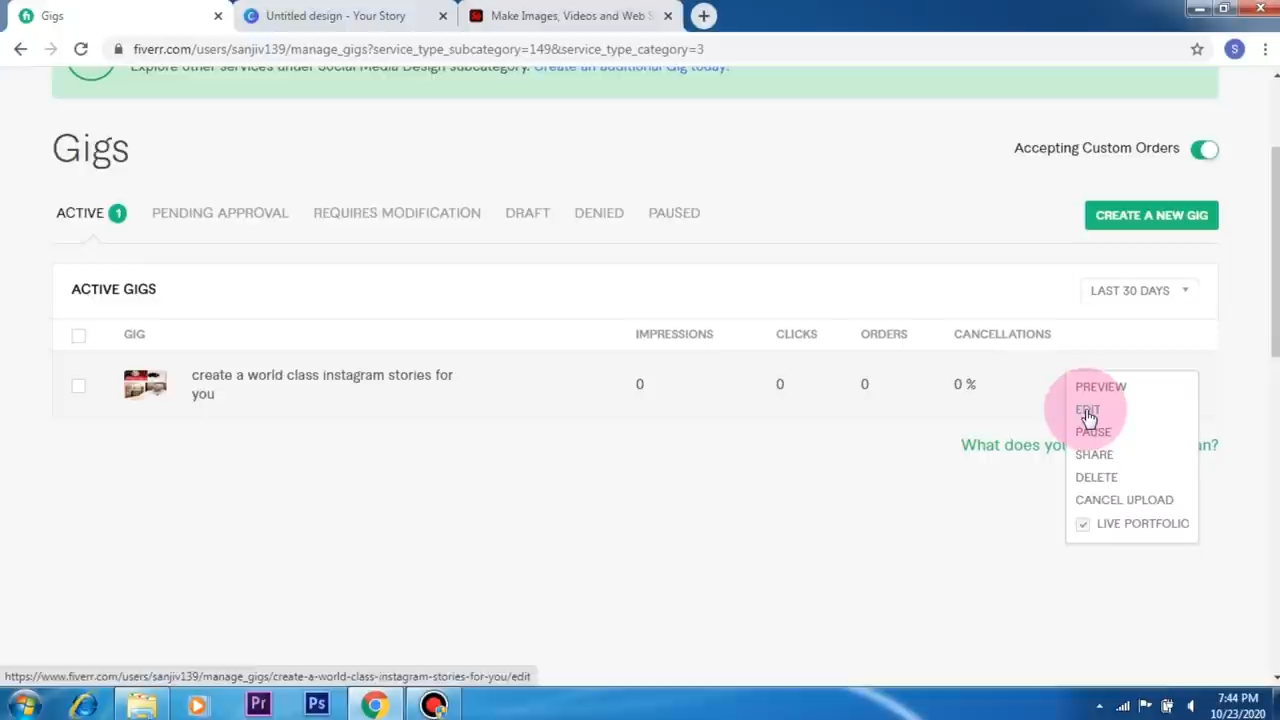 Gigs
Untitled design - Your Story
Make Images, Videos and Web S
fiverr.com/users/sanjiv139/manage_gigs?service_type_subcategory=149&service_type_category=3
S
Explore other services under Social Media Design subcategory. Create an additional Gig today.
Gigs
Accepting Custom Orders
ACTIVE 1
PENDING APPROVAL
REQUIRES MODIFICATION
DRAFT
DENIED
PAUSED
CREATE A NEW GIG
ACTIVE GIGS
LAST 30 DAYS
GIG
IMPRESSIONS
CLICKS
ORDERS
CANCELLATIONS
create a world class instagram stories for
you
0
0
0
0 %
PREVIEW
EDIT
PAUSE
SHARE
DELETE
CANCEL UPLOAD
LIVE PORTFOLIO
What does you an?
https://www.fiverr.com/users/sanjiv139/manage_gigs/create-a-world-class-instagram-stories-for-you/edit
Pr
Ps
7:44 PM
10/23/2020